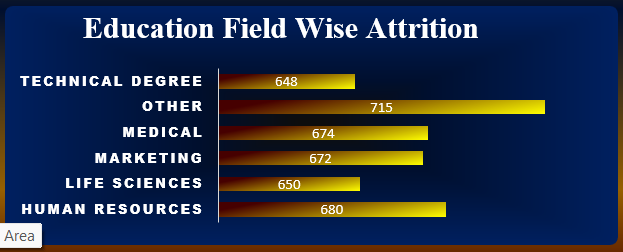 Education Field Wise Attrition
TECHNICAL DEGREE 648
OTHER 715
MEDICAL 674
MARKETING 672
LIFE SCIENCES 650
HUMAN RESOURCES 680
Area